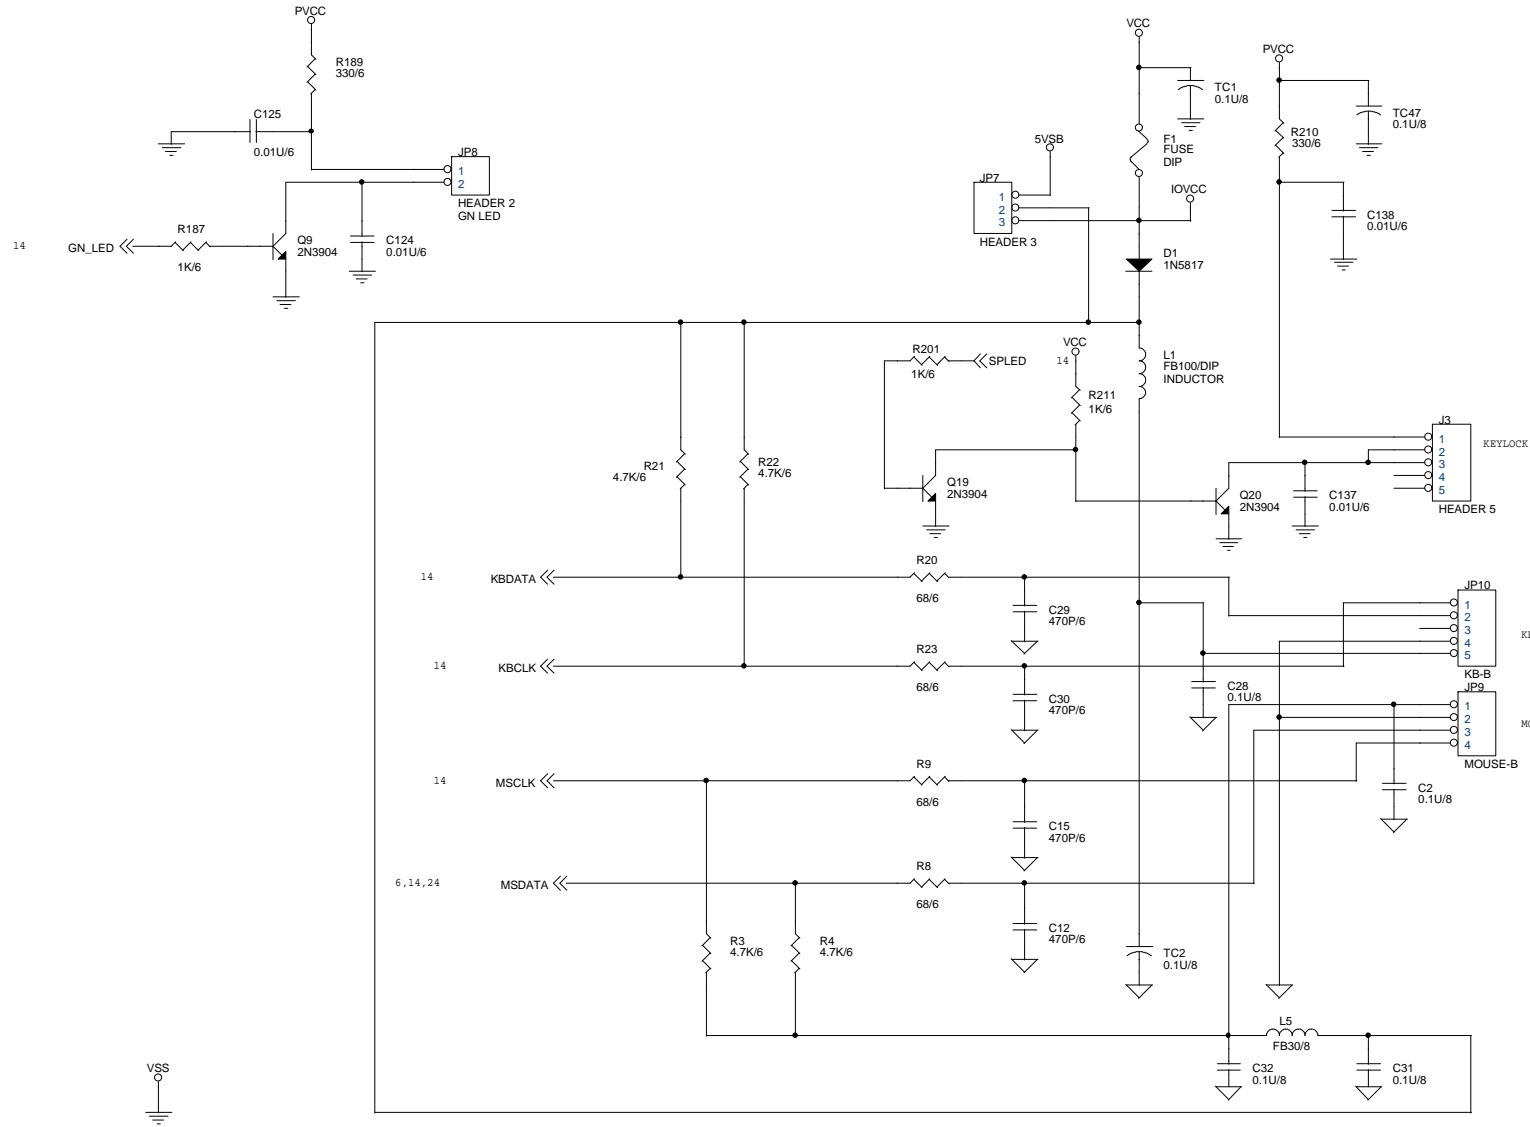 PVCC
R189
330/6
C125
0.01U/6
JP8
1
2
HEADER 2
GN LED
R187
1K/6
14
GN_LED
Q9
2N3904
C124
0.01U/6
VCC
TC1
0.1U/8
F1
FUSE
DIP
5VSB
JP7
1
2
3
HEADER 3
IOVCC
D1
1N5817
PVCC
TC47
0.1U/8
R210
330/6
C138
0.01U/6
R201
1K/6
SPLED
14
VCC
R211
1K/6
L1
FB100/DIP
INDUCTOR
R21
4.7K/6
R22
4.7K/6
Q19
2N3904
Q20
2N3904
C137
0.01U/6
J3
1
2
3
4
5
KEYLOCK
HEADER 5
14
KBDATA
R20
68/6
C29
470P/6
JP10
1
2
3
4
5
KB-B
14
KBCLK
R23
68/6
C30
470P/6
C28
0.1U/8
JP9
1
2
3
4
MOUSE-B
14
MSCLK
R9
68/6
C15
470P/6
C2
0.1U/8
6,14,24
MSDATA
R8
68/6
C12
470P/6
R3
4.7K/6
R4
4.7K/6
TC2
0.1U/8
L5
FB30/8
C32
0.1U/8
C31
0.1U/8
VSS